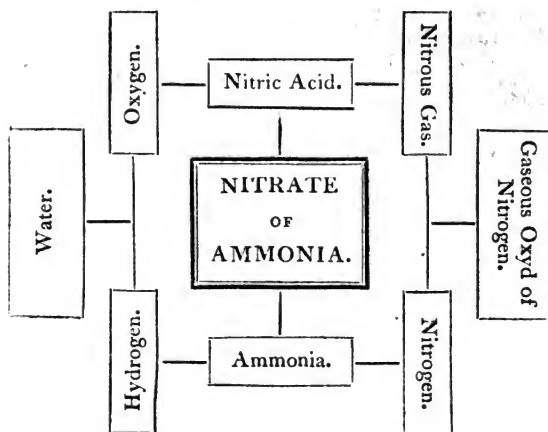 Oxygen.
Nitric Acid.
Nitrous Gas.
Water.
NITRATE
OF
AMMONIA.
Gaseous Oxyd of
Nitrogen.
Hydrogen.
Ammonia.
Nitrogen.